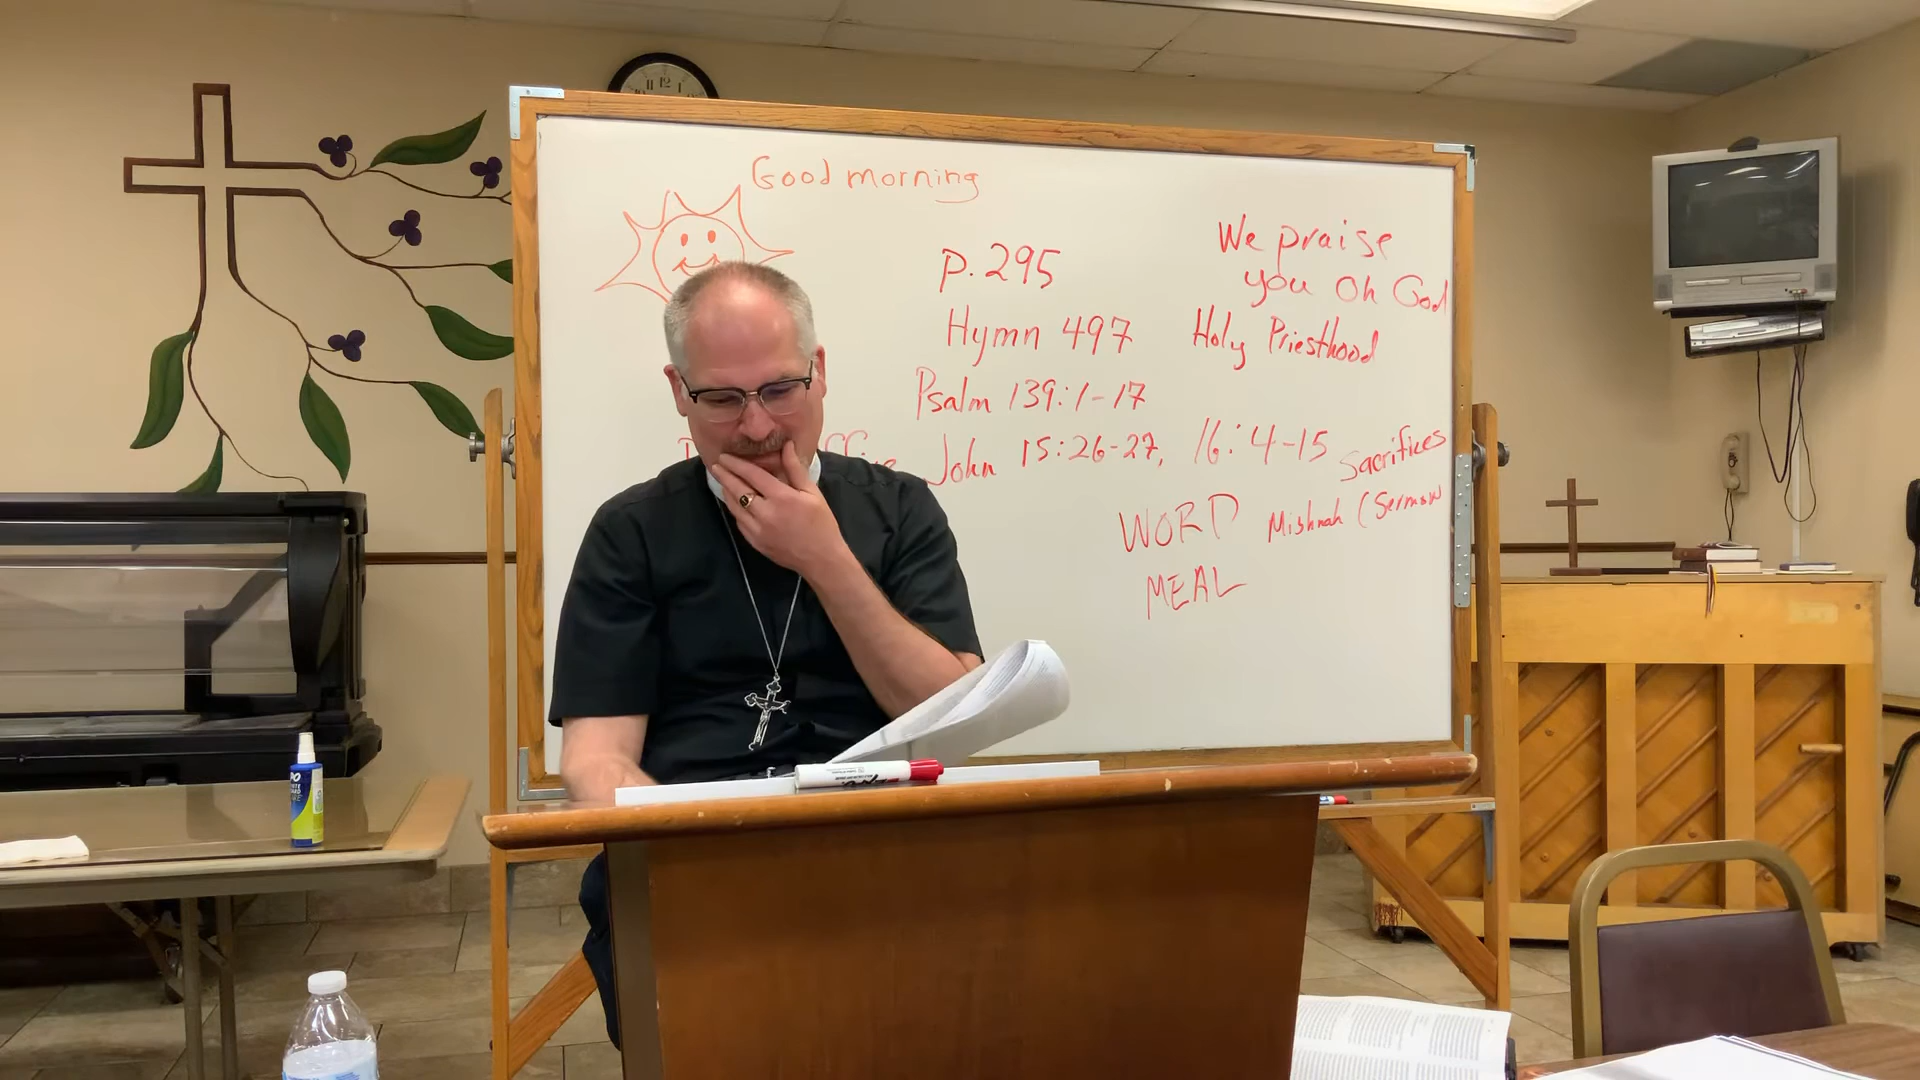 Good morning
We praise
you Oh God
p. 295
Hymn 497
Holy Priesthood
Psalm 139:1-17
John 15:26-27, 16:4-15
Sacrifices
WORD
Mishnah (Sermon
MEAL
12